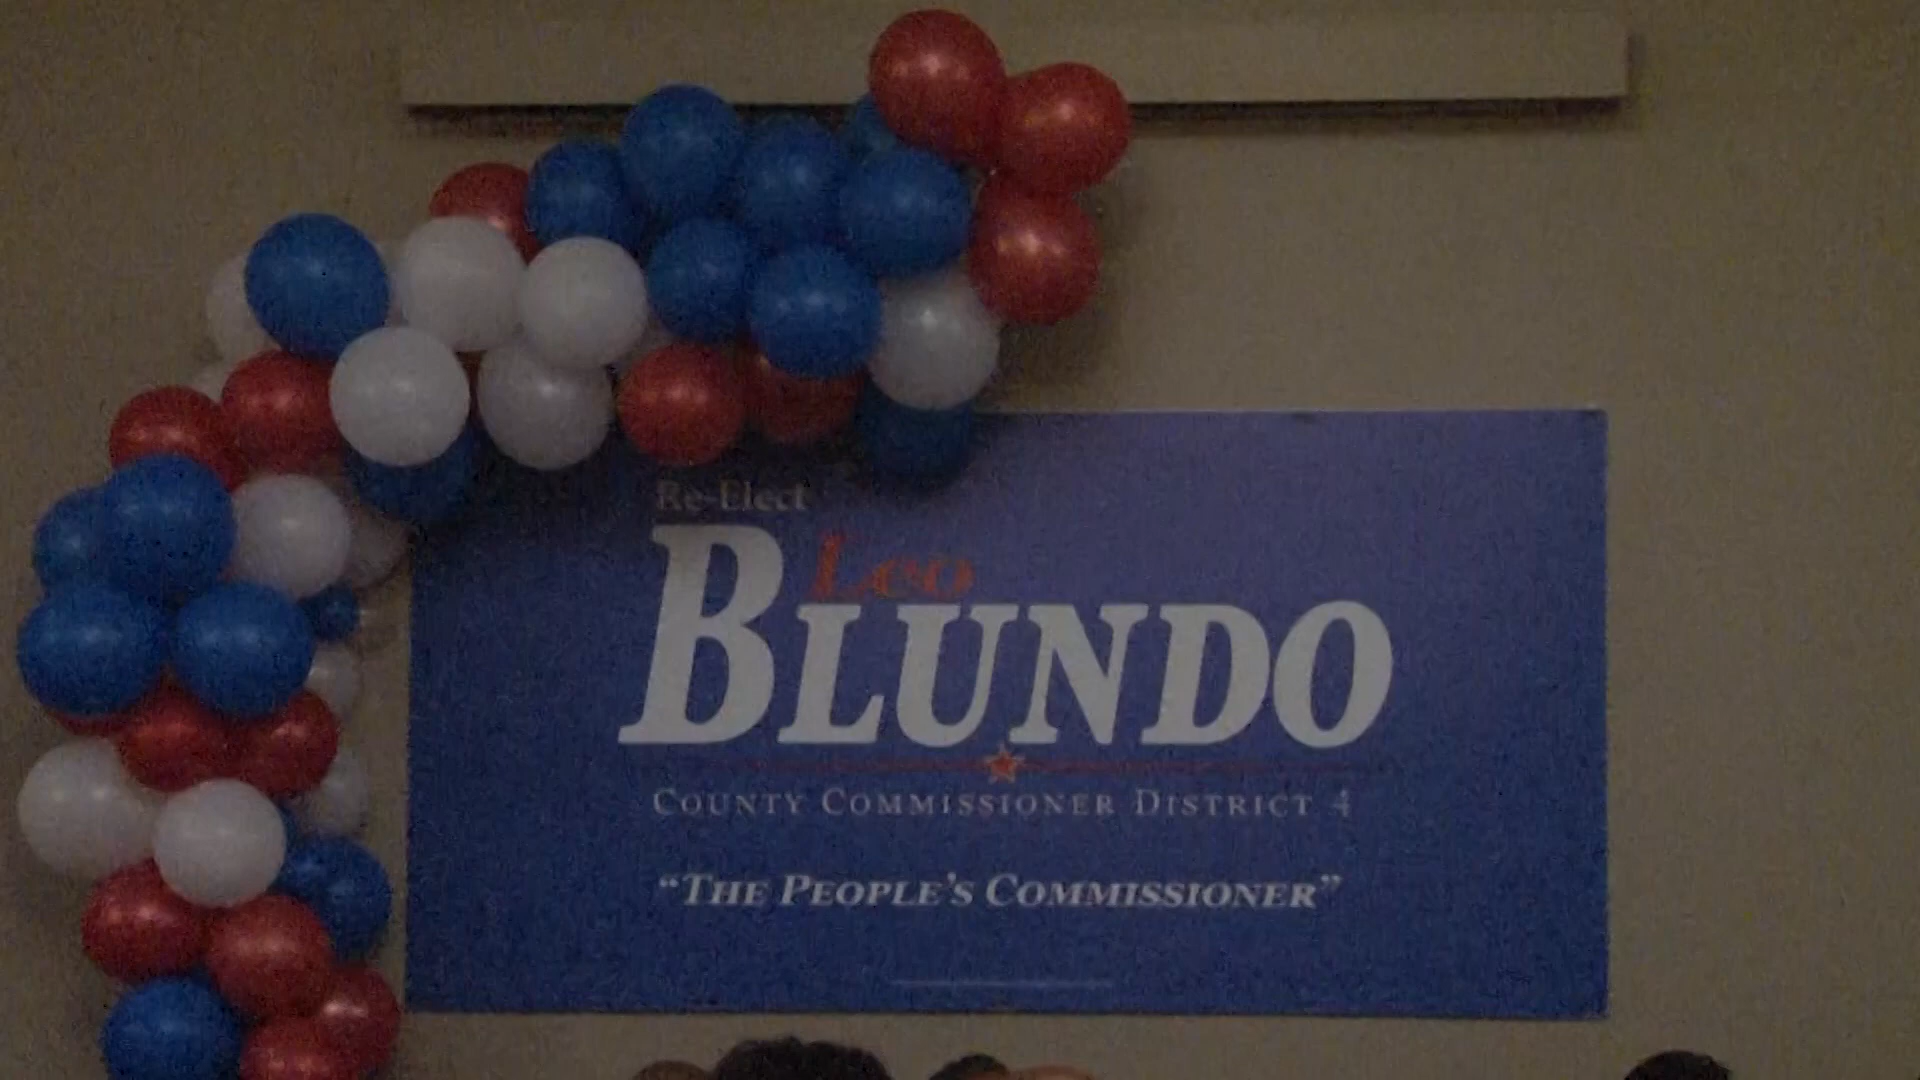 Re-Elect
Leo
BLUNDO
COUNTY COMMISSIONER DISTRICT 4
“THE PEOPLE’S COMMISSIONER”